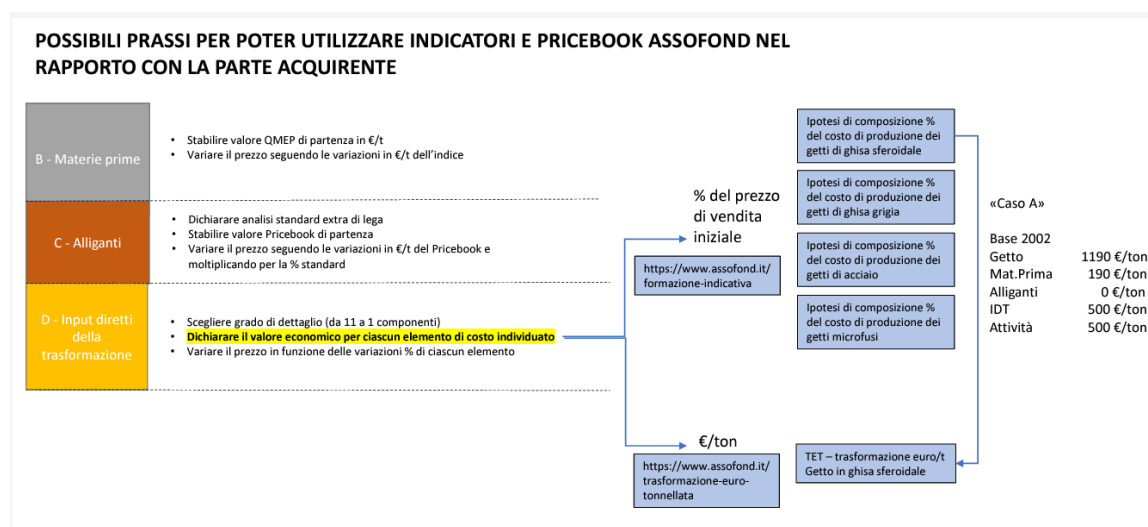 POSSIBILI PRASSI PER POTER UTILIZZARE INDICATORI E PRICEBOOK ASSOFOND NEL
RAPPORTO CON LA PARTE ACQUIRENTE
B - Materie prime
• Stabilire valore QMEP di partenza in €/t
• Variare il prezzo seguendo le variazioni in €/t dell'indice
C - Alliganti
• Dichiarare analisi standard extra di lega
• Stabilire valore Pricebook di partenza
• Variare il prezzo seguendo le variazioni in €/t del Pricebook e
moltiplicando per la % standard
D - Input diretti
della
trasformazione
• Scegliere grado di dettaglio (da 11 a 1 componenti)
• Dichiarare il valore economico per ciascun elemento di costo individuato
• Variare il prezzo in funzione delle variazioni % di ciascun elemento
% del prezzo
di vendita
iniziale
https://www.assofond.it/
formazione-indicativa
€/ton
https://www.assofond.it/
trasformazione-euro-
tonnellata
Ipotesi di composizione %
del costo di produzione dei
getti di ghisa sferoidale
Ipotesi di composizione %
del costo di produzione dei
getti di ghisa grigia
Ipotesi di composizione %
del costo di produzione dei
getti di acciaio
Ipotesi di composizione %
del costo di produzione dei
getti microfusi
TET – trasformazione euro/t
Getto in ghisa sferoidale
«Caso A»
Base 2002
Getto 1190 €/ton
Mat.Prima 190 €/ton
Alliganti 0 €/ton
IDT 500 €/ton
Attività 500 €/ton